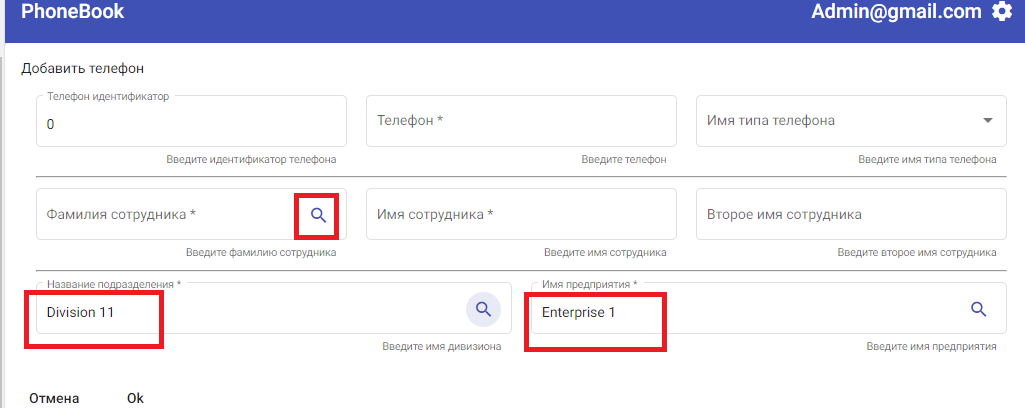 PhoneBook Admin@gmail.com
Добавить телефон
Телефон идентификатор
0 Телефон * Имя типа телефона
Введите идентификатор телефона Введите телефон Введите имя типа телефона
Фамилия сотрудника * Имя сотрудника * Второе имя сотрудника
Введите фамилию сотрудника Введите имя сотрудника Введите второе имя сотрудника
Название подразделения * Имя предприятия *
Division 11 Enterprise 1
Введите имя дивизиона Введите имя предприятия
Отмена Ok